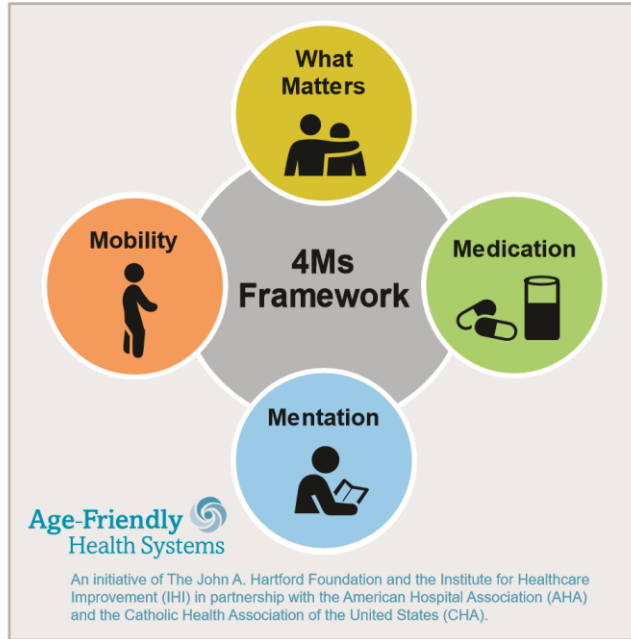 What
Matters
Mobility
4Ms
Framework
Medication
Mentation
Age-Friendly
Health Systems
An initiative of The John A. Hartford Foundation and the Institute for Healthcare
Improvement (IHI) in partnership with the American Hospital Association (AHA)
and the Catholic Health Association of the United States (CHA).